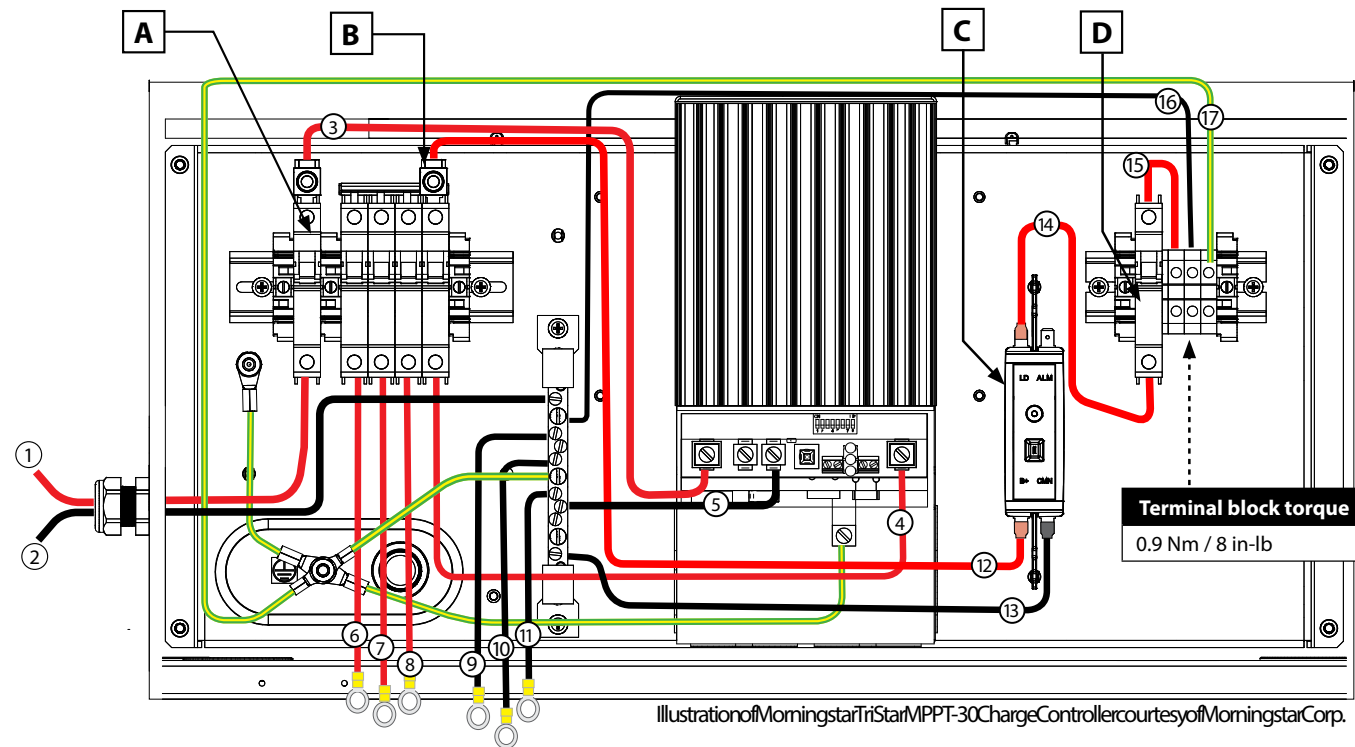 A
B
C
D
3
16
17
15
14
LD ALM
1
2
5
4
B+ CMN
Terminal block torque
0.9 Nm / 8 in-lb
12
13
6
7
8
9
10
11
IllustrationofMorningstarTriStarMPPT-30ChargeControllercourtesyofMorningstarCorp.